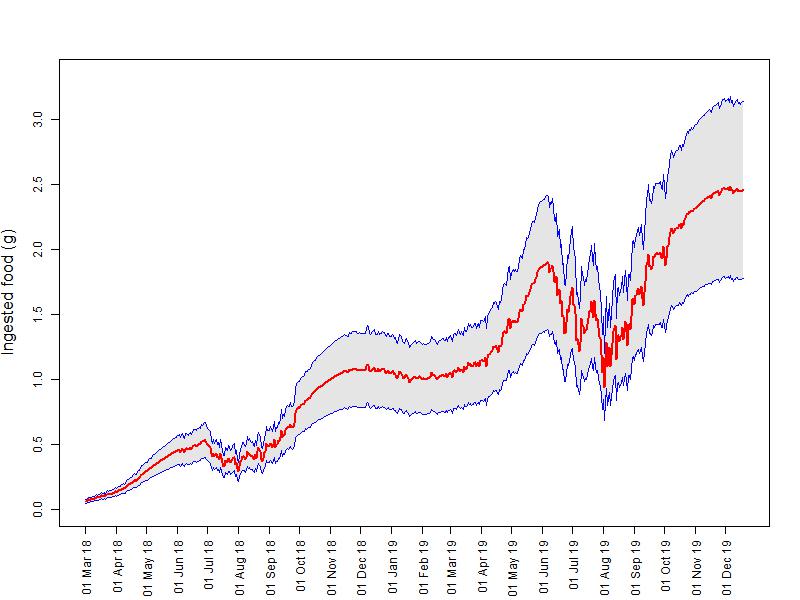 Ingested food (g)
3.0
2.5
2.0
1.5
1.0
0.5
0.0
01 Mar 18
01 Apr 18
01 May 18
01 Jun 18
01 Jul 18
01 Aug 18
01 Sep 18
01 Oct 18
01 Nov 18
01 Dec 18
01 Jan 19
01 Feb 19
01 Mar 19
01 Apr 19
01 May 19
01 Jun 19
01 Jul 19
01 Aug 19
01 Sep 19
01 Oct 19
01 Nov 19
01 Dec 19